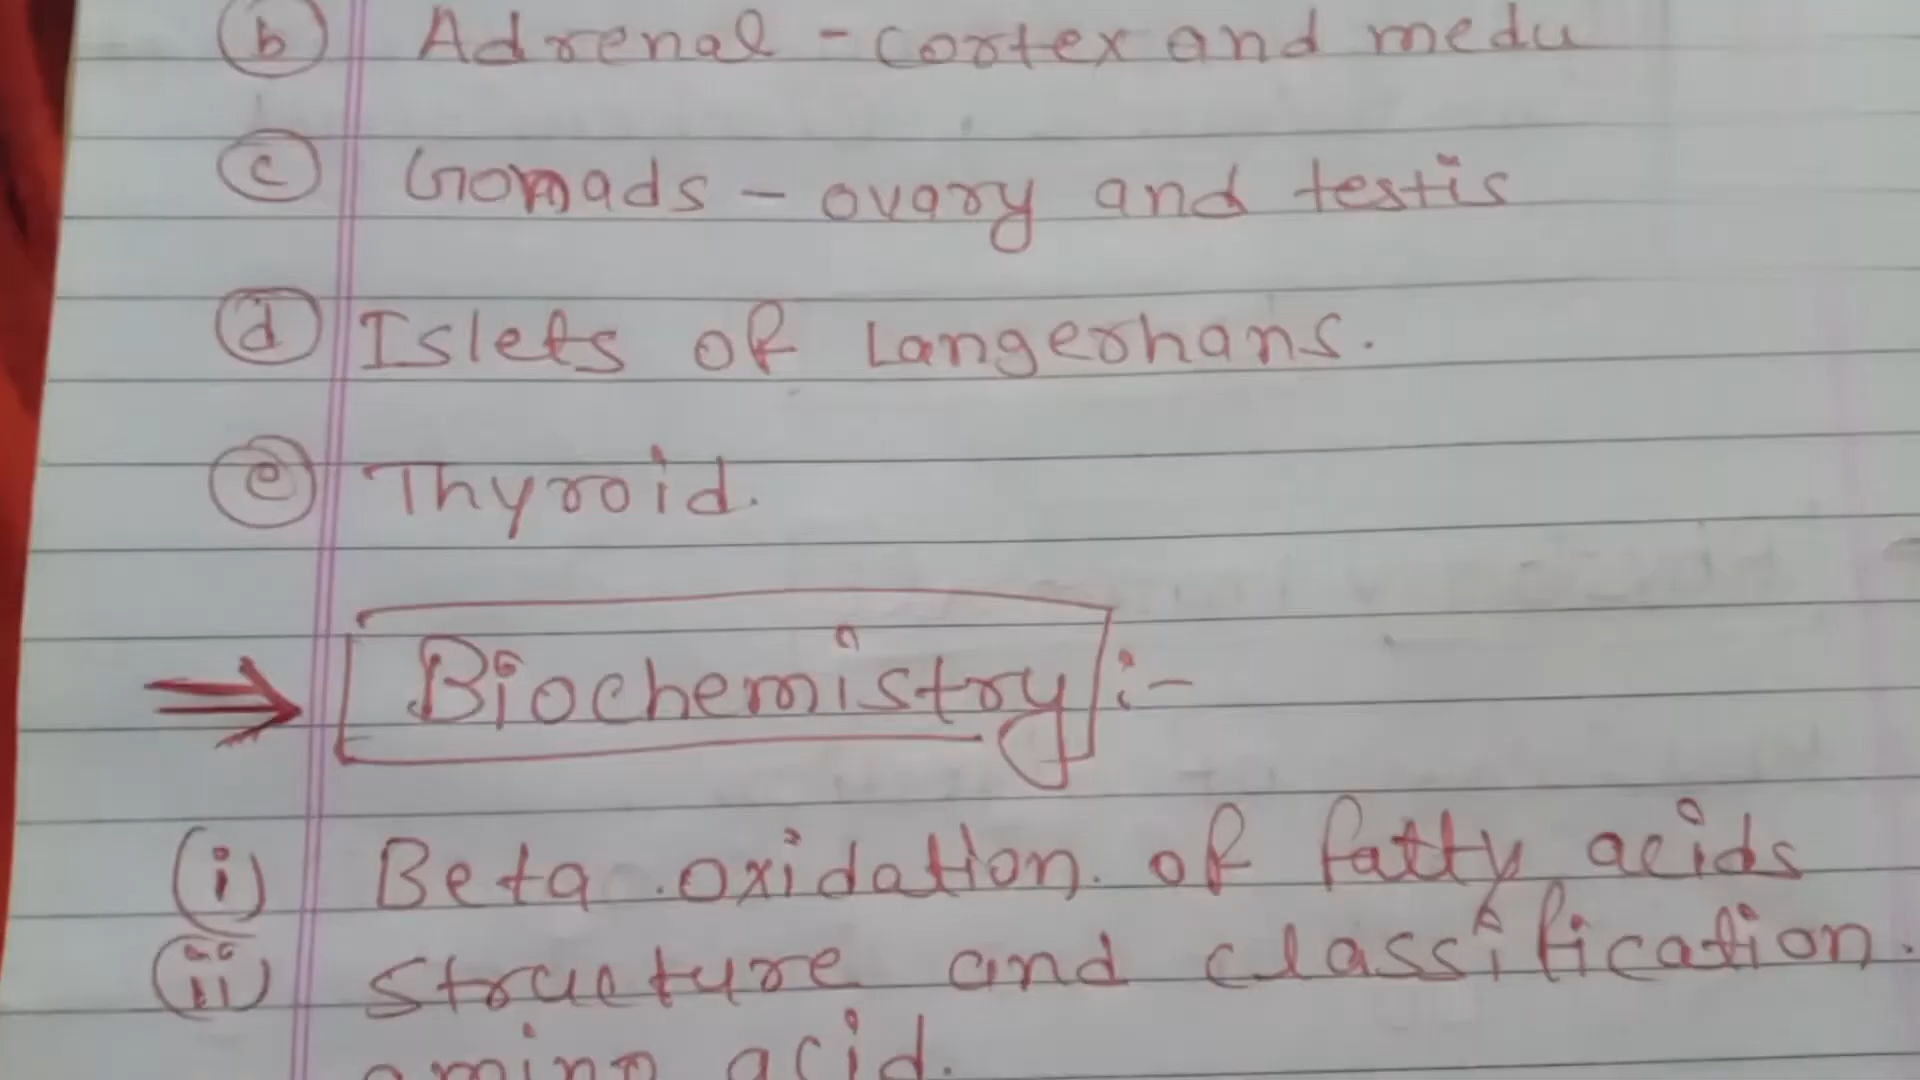 b Adrenal - cortex and medu
c Gonads - ovary and testis
d Islets of Langerhans.
e Thyroid.
⇒ Biochemistry :-
(i) Beta oxidation of fatty acids
(ii) structure and classification.
amino acid.